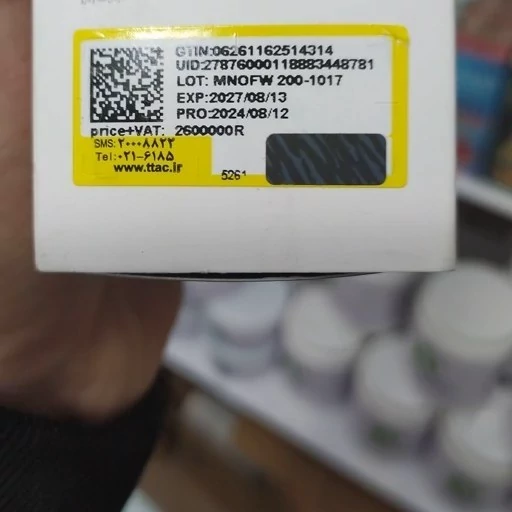 GTIN:06261162514314
UID:27876000118883448781
LOT: MNOFW 200-1017
EXP:2027/08/13
PRO:2024/08/12
price+VAT: 2600000R
SMS:۲۰۰۰۸۸۲۲
Tel:۰۲۱-۶۱۸۵
www.ttac.ir
5261